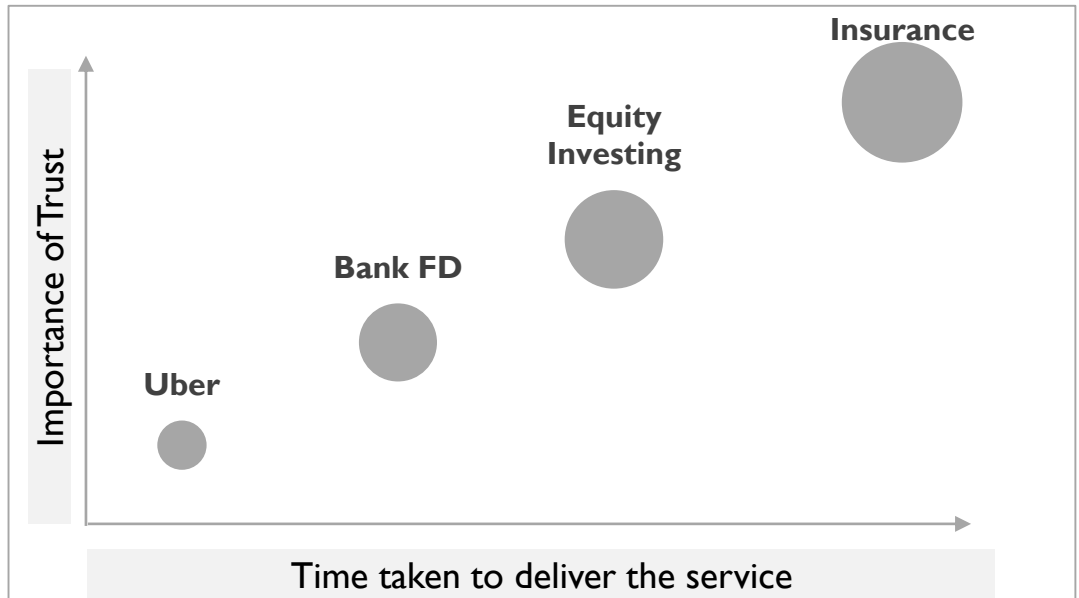 Insurance
Equity
Investing
Bank FD
Uber
Importance of Trust
Time taken to deliver the service